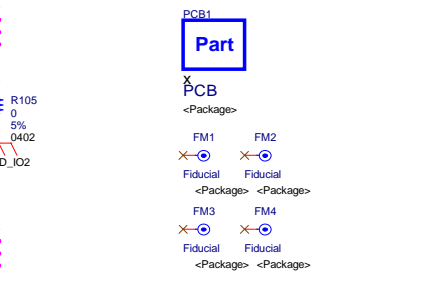 PCB1
Part
x
PCB
<Package>
R105
0
5%
0402
D_IO2
FM1 FM2
Fiducial Fiducial
<Package> <Package>
FM3 FM4
Fiducial Fiducial
<Package> <Package>